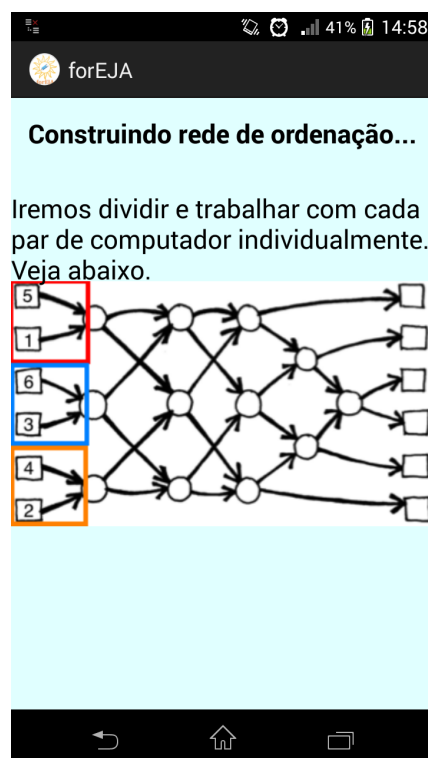 41% 14:58
forEJA
Construindo rede de ordenação...
Iremos dividir e trabalhar com cada
par de computador individualmente.
Veja abaixo.
5
1
6
3
4
2